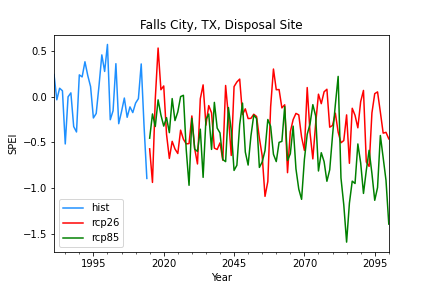 Falls City, TX, Disposal Site
0.5
0.0
−0.5
−1.0
−1.5
SPEI
hist
rcp26
rcp85
1995 2020 2045 2070 2095
Year